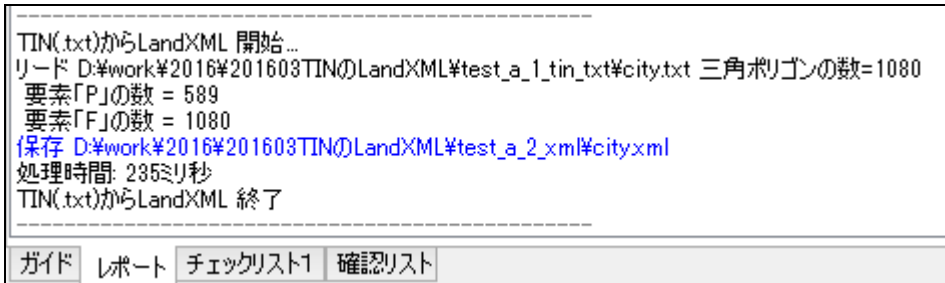 TIN(.txt)からLandXML 開始...
リード D:¥work¥2016¥201603TINのLandXML¥test_a_1_tin_txt¥city.txt 三角ポリゴンの数=1080
要素「P」の数 = 589
要素「F」の数 = 1080
保存 D:¥work¥2016¥201603TINのLandXML¥test_a_2_xml¥city.xml
処理時間: 235ミリ秒
TIN(.txt)からLandXML 終了
ガイド レポート チェックリスト1 確認リスト